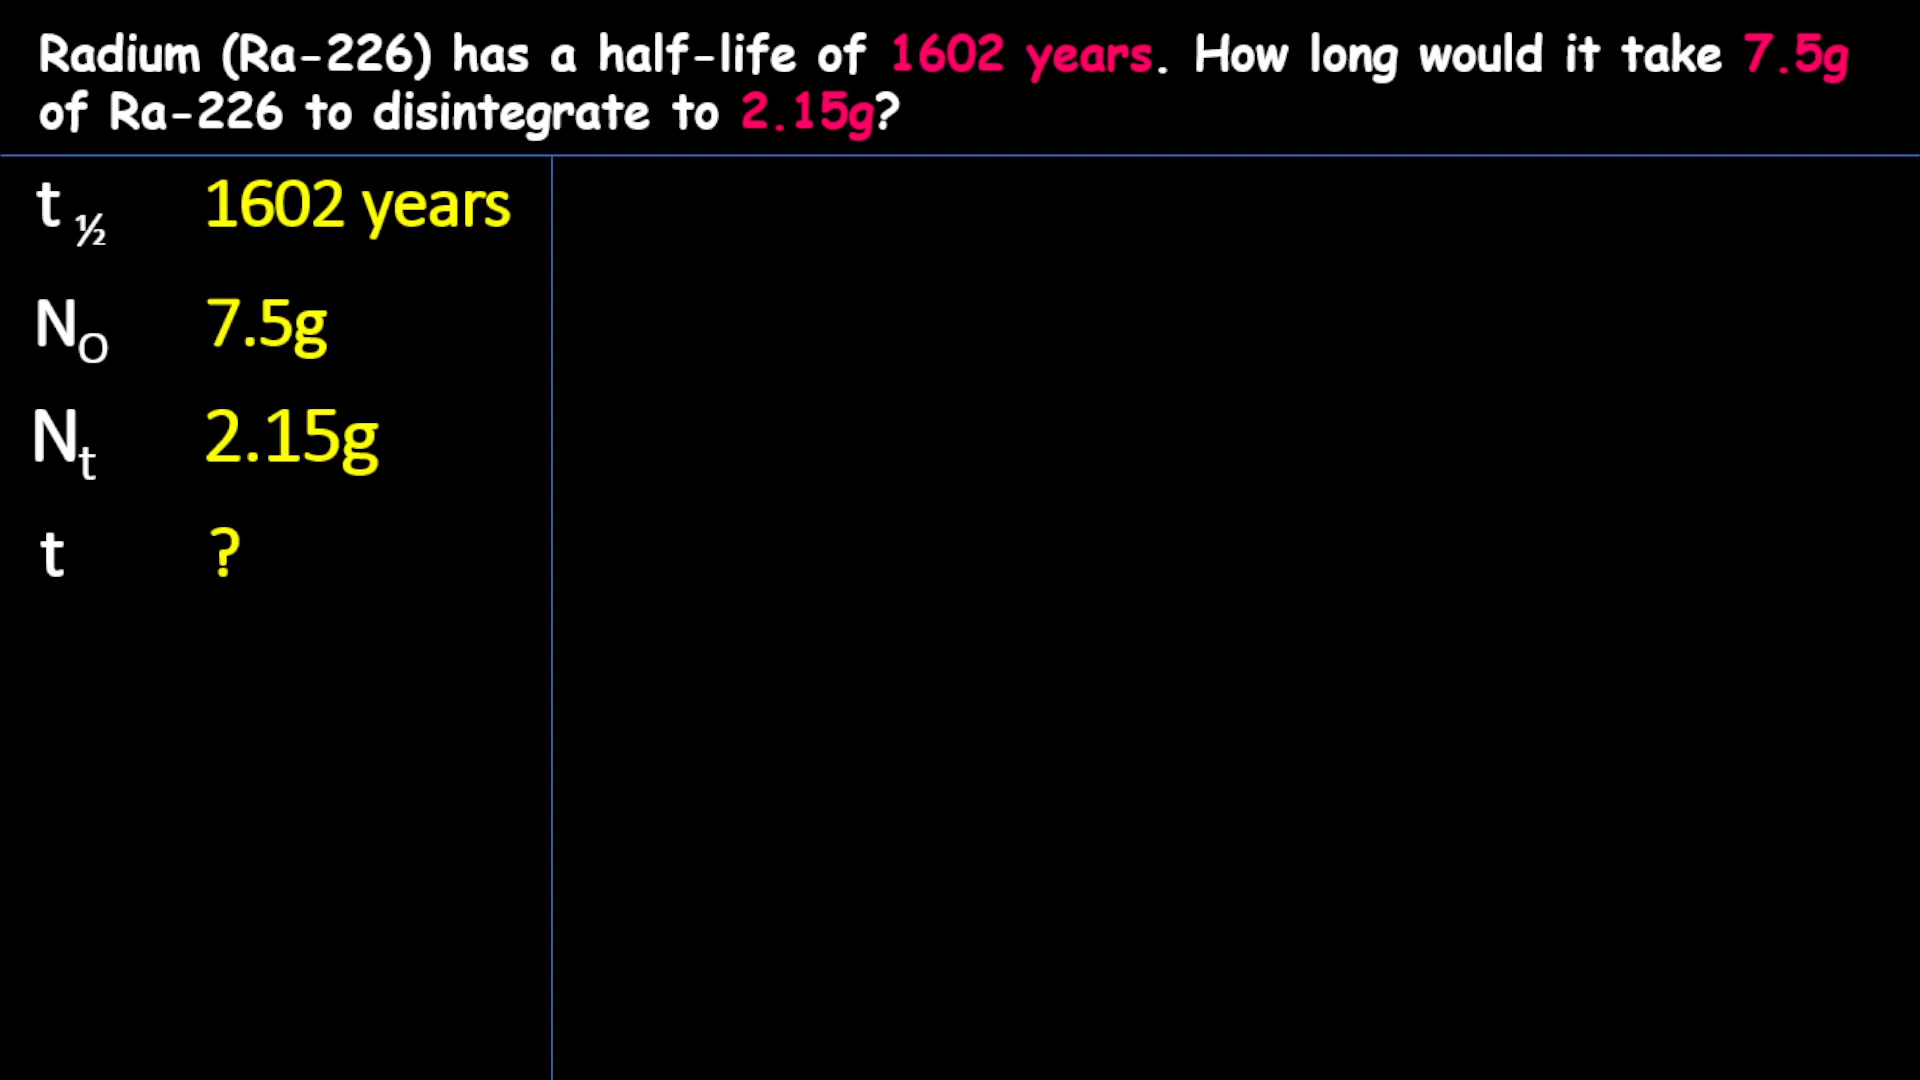 Radium (Ra-226) has a half-life of 1602 years. How long would it take 7.5g
of Ra-226 to disintegrate to 2.15g?
t ½ 1602 years
N₀ 7.5g
Nₜ 2.15g
t ?